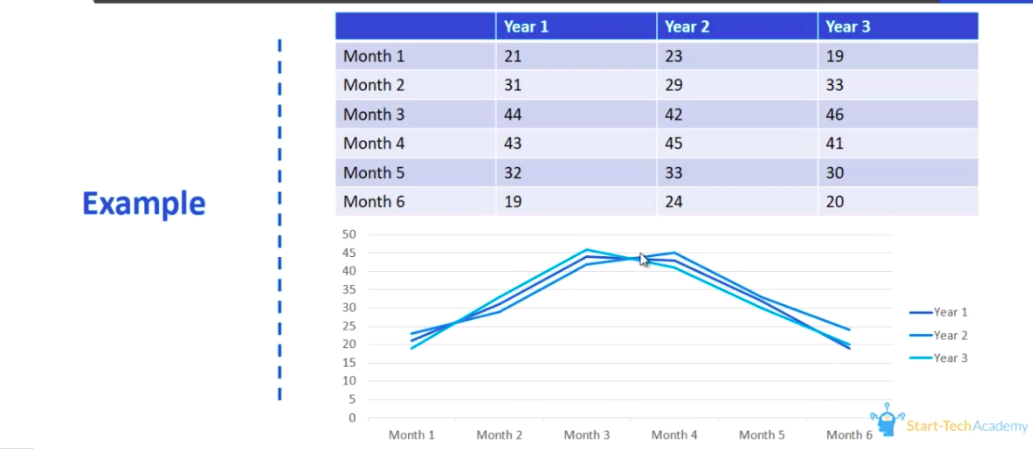 Year 1 Year 2 Year 3
Month 1 21 23 19
Month 2 31 29 33
Month 3 44 42 46
Month 4 43 45 41
Month 5 32 33 30
Month 6 19 24 20
Example
50
45
40
35
30
25
20
15
10
5
0
Month 1 Month 2 Month 3 Month 4 Month 5 Month 6
Year 1
Year 2
Year 3
Start-TechAcademy